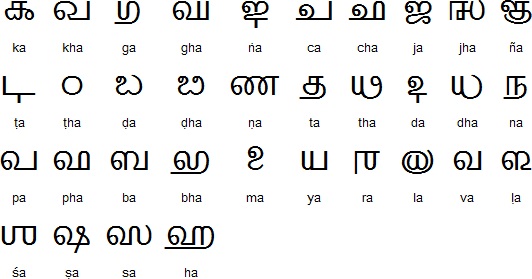 𑌕 𑌖 𑌗 𑌘 𑌙 𑌚 𑌛 𑌜 𑌝 𑌞
ka kha ga gha ṅa ca cha ja jha ña
𑌟 𑌠 𑌡 𑌢 𑌣 𑌤 𑌥 𑌦 𑌧 𑌨
ṭa ṭha ḍa ḍha ṇa ta tha da dha na
𑌪 𑌫 𑌬 𑌭 𑌮 𑌯 𑌰 𑌲 𑌵 𑌳
pa pha ba bha ma ya ra la va ḷa
𑌶 𑌷 𑌸 𑌹
śa ṣa sa ha